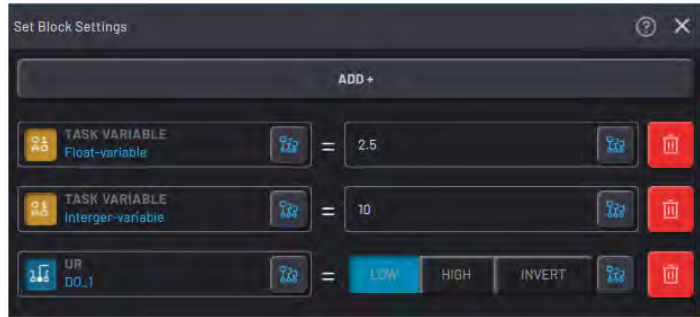 Set Block Settings
ADD +
TASK VARIABLE
Float-variable
= 2.5
TASK VARIABLE
Interger-variable
= 10
UR
DO_1
= LOW HIGH INVERT